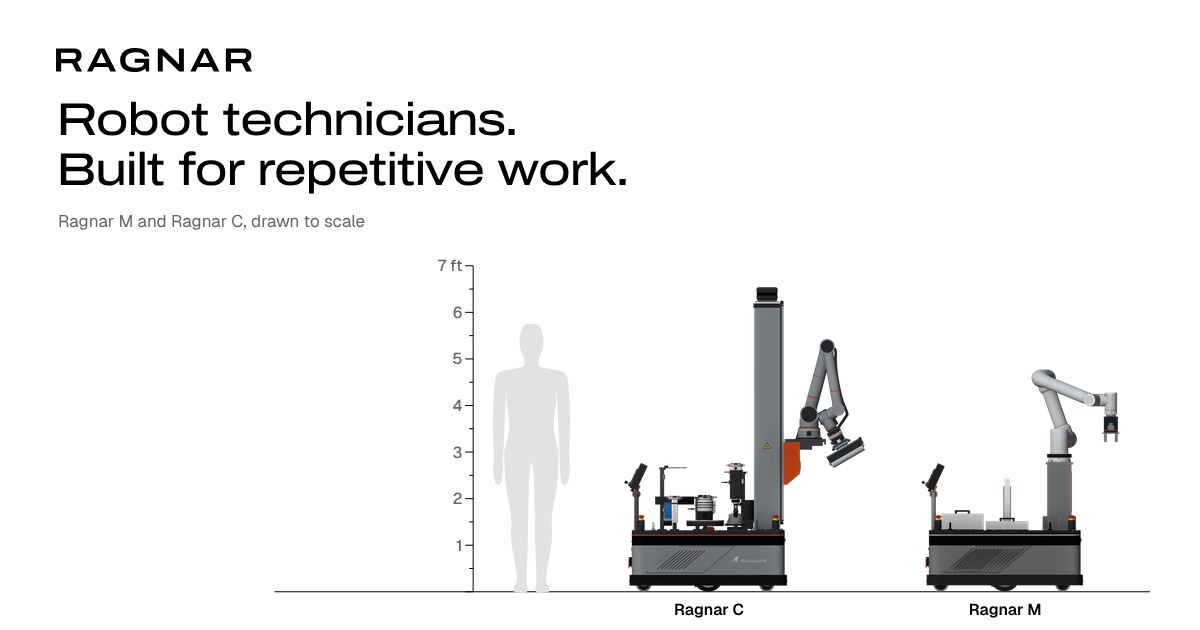 RAGNAR
Robot technicians.
Built for repetitive work.
Ragnar M and Ragnar C, drawn to scale
7 ft
6
5
4
3
2
1
RAGNAR
Ragnar C
Ragnar M